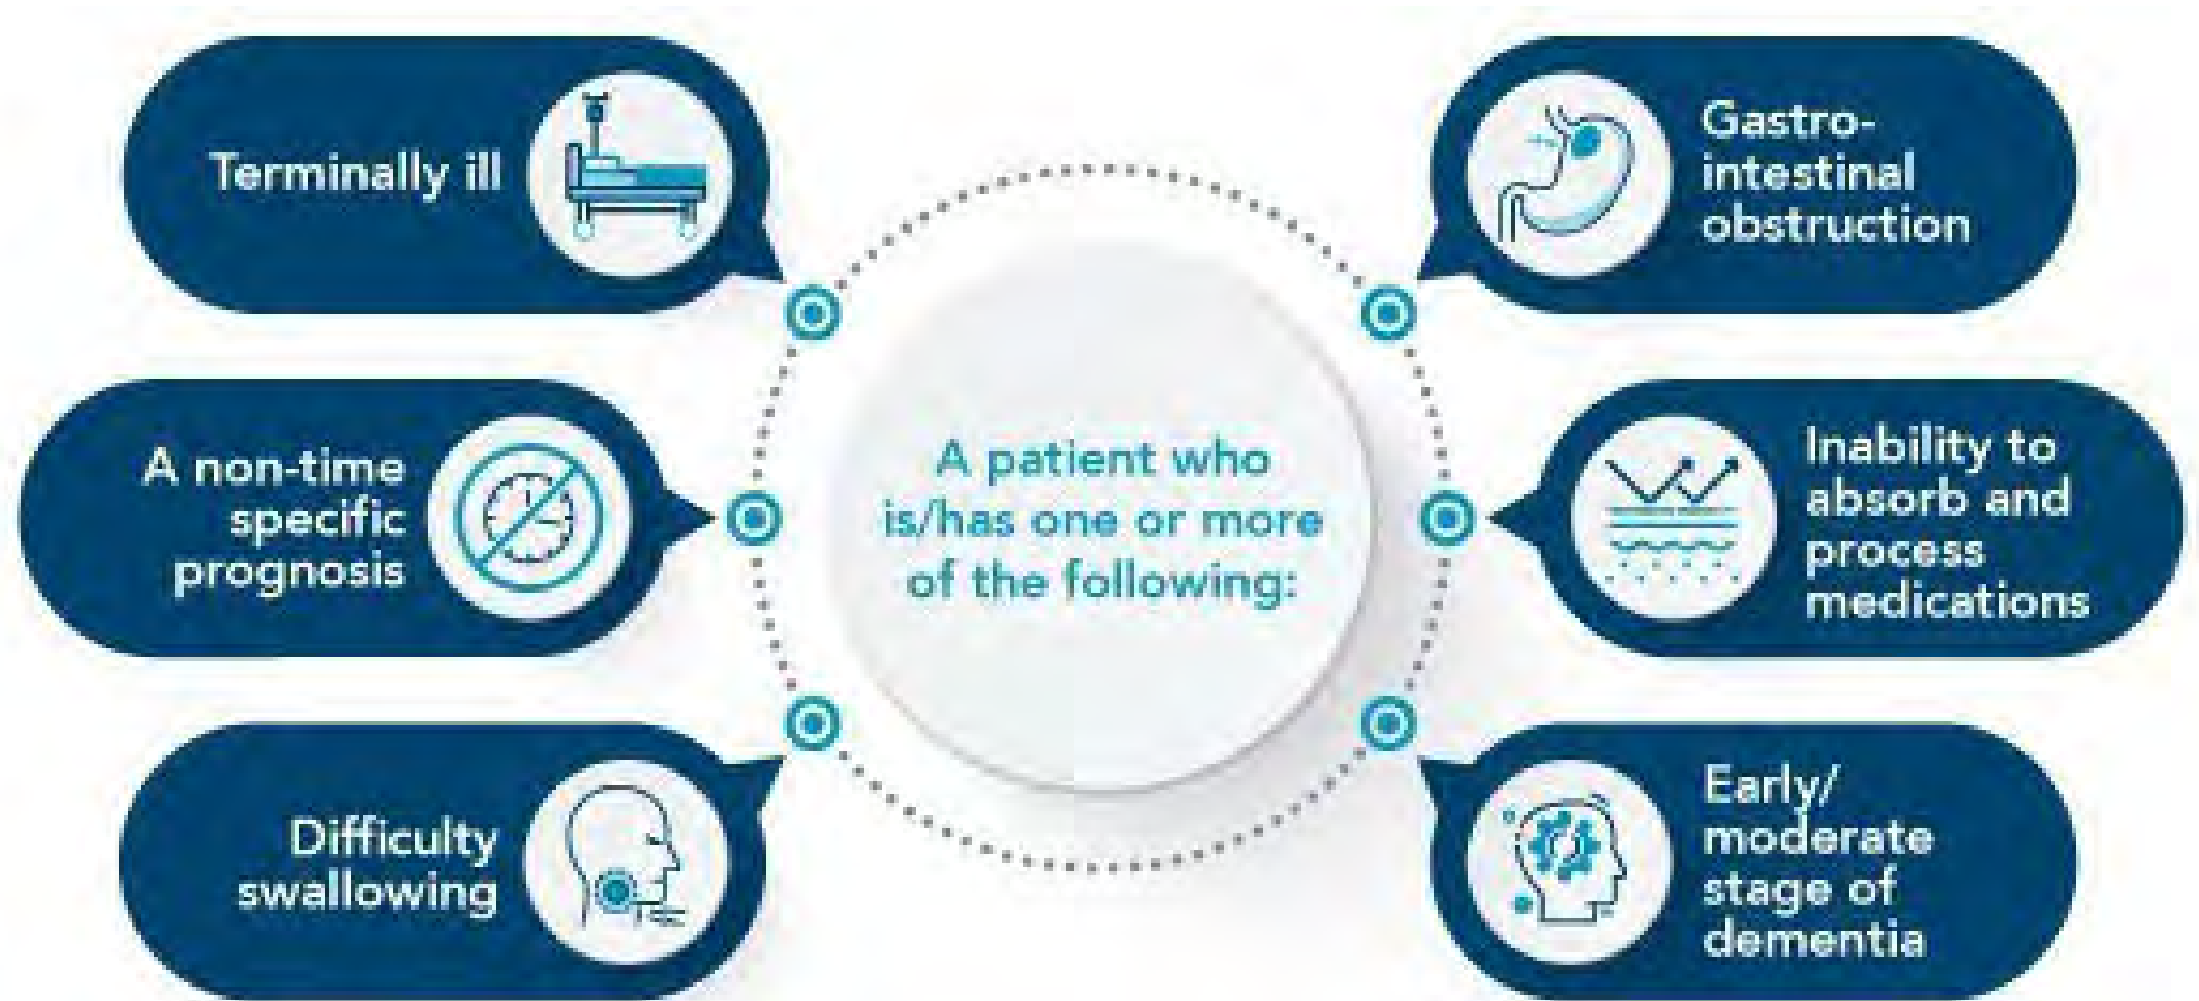 Terminally ill
A non-time
specific
prognosis
Difficulty
swallowing
A patient who
is/has one or more
of the following:
Gastro-
intestinal
obstruction
Inability to
absorb and
process
medications
Early/
moderate
stage of
dementia